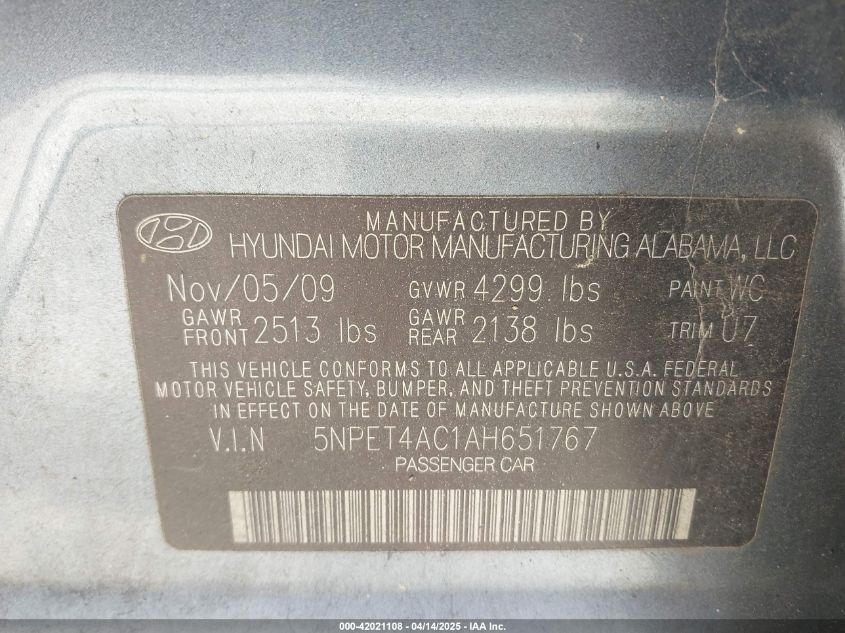 MANUFACTURED BY
HYUNDAI MOTOR MANUFACTURING ALABAMA, LLC
Nov/05/09 GVWR 4299 lbs PAINT WC
GAWR FRONT 2513 lbs GAWR REAR 2138 lbs TRIM U7
THIS VEHICLE CONFORMS TO ALL APPLICABLE U.S.A. FEDERAL
MOTOR VEHICLE SAFETY, BUMPER, AND THEFT PREVENTION STANDARDS
IN EFFECT ON THE DATE OF MANUFACTURE SHOWN ABOVE
V.I.N 5NPET4AC1AH651767
PASSENGER CAR
000-42021108 - 04/14/2025 - IAA Inc.